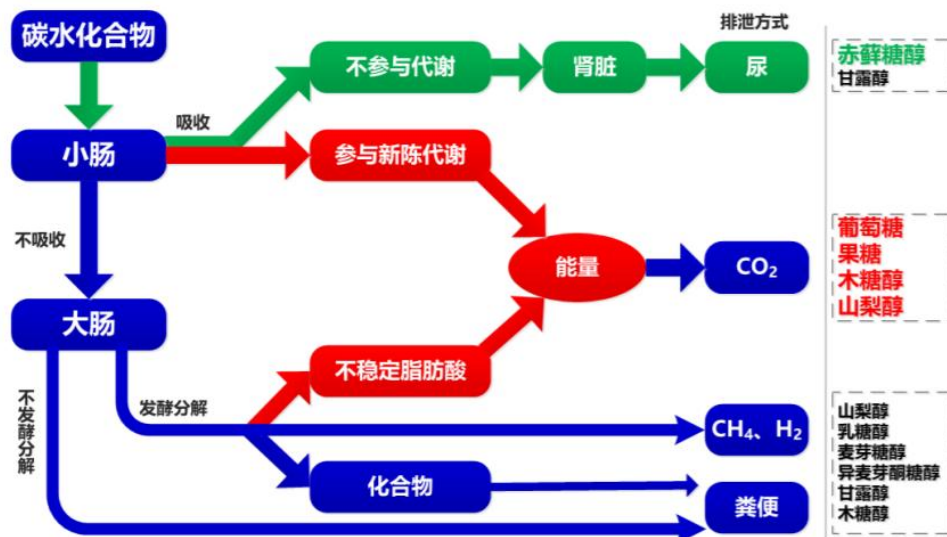 碳水化合物
排泄方式
不参与代谢
肾脏
尿
赤藓糖醇
甘露醇
吸收
小肠
参与新陈代谢
不吸收
能量
CO₂
葡萄糖
果糖
木糖醇
山梨醇
大肠
不稳定脂肪酸
不发酵分解
发酵分解
CH₄、H₂
化合物
粪便
山梨醇
乳糖醇
麦芽糖醇
异麦芽酮糖醇
甘露醇
木糖醇